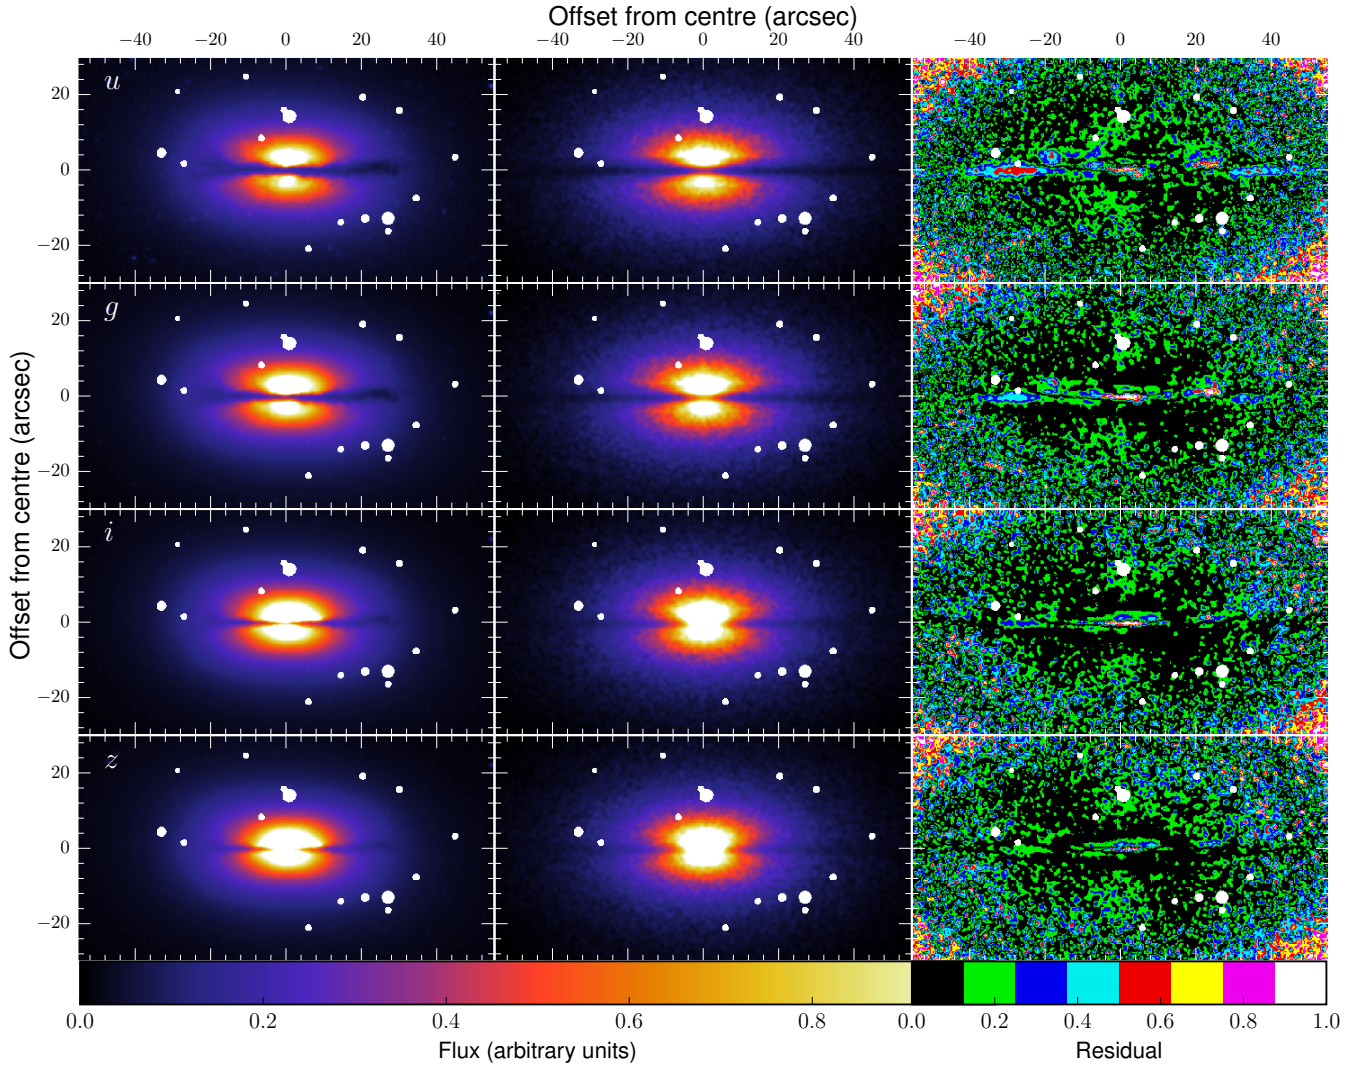 Offset from centre (arcsec)
−40 −20 0 20 40 −40 −20 0 20 40 −40 −20 0 20 40
u
20
0
−20
g
20
0
−20
Offset from centre (arcsec)
i
20
0
−20
z
20
0
−20
0.0 0.2 0.4 0.6 0.8 0.0 0.2 0.4 0.6 0.8 1.0
Flux (arbitrary units) Residual